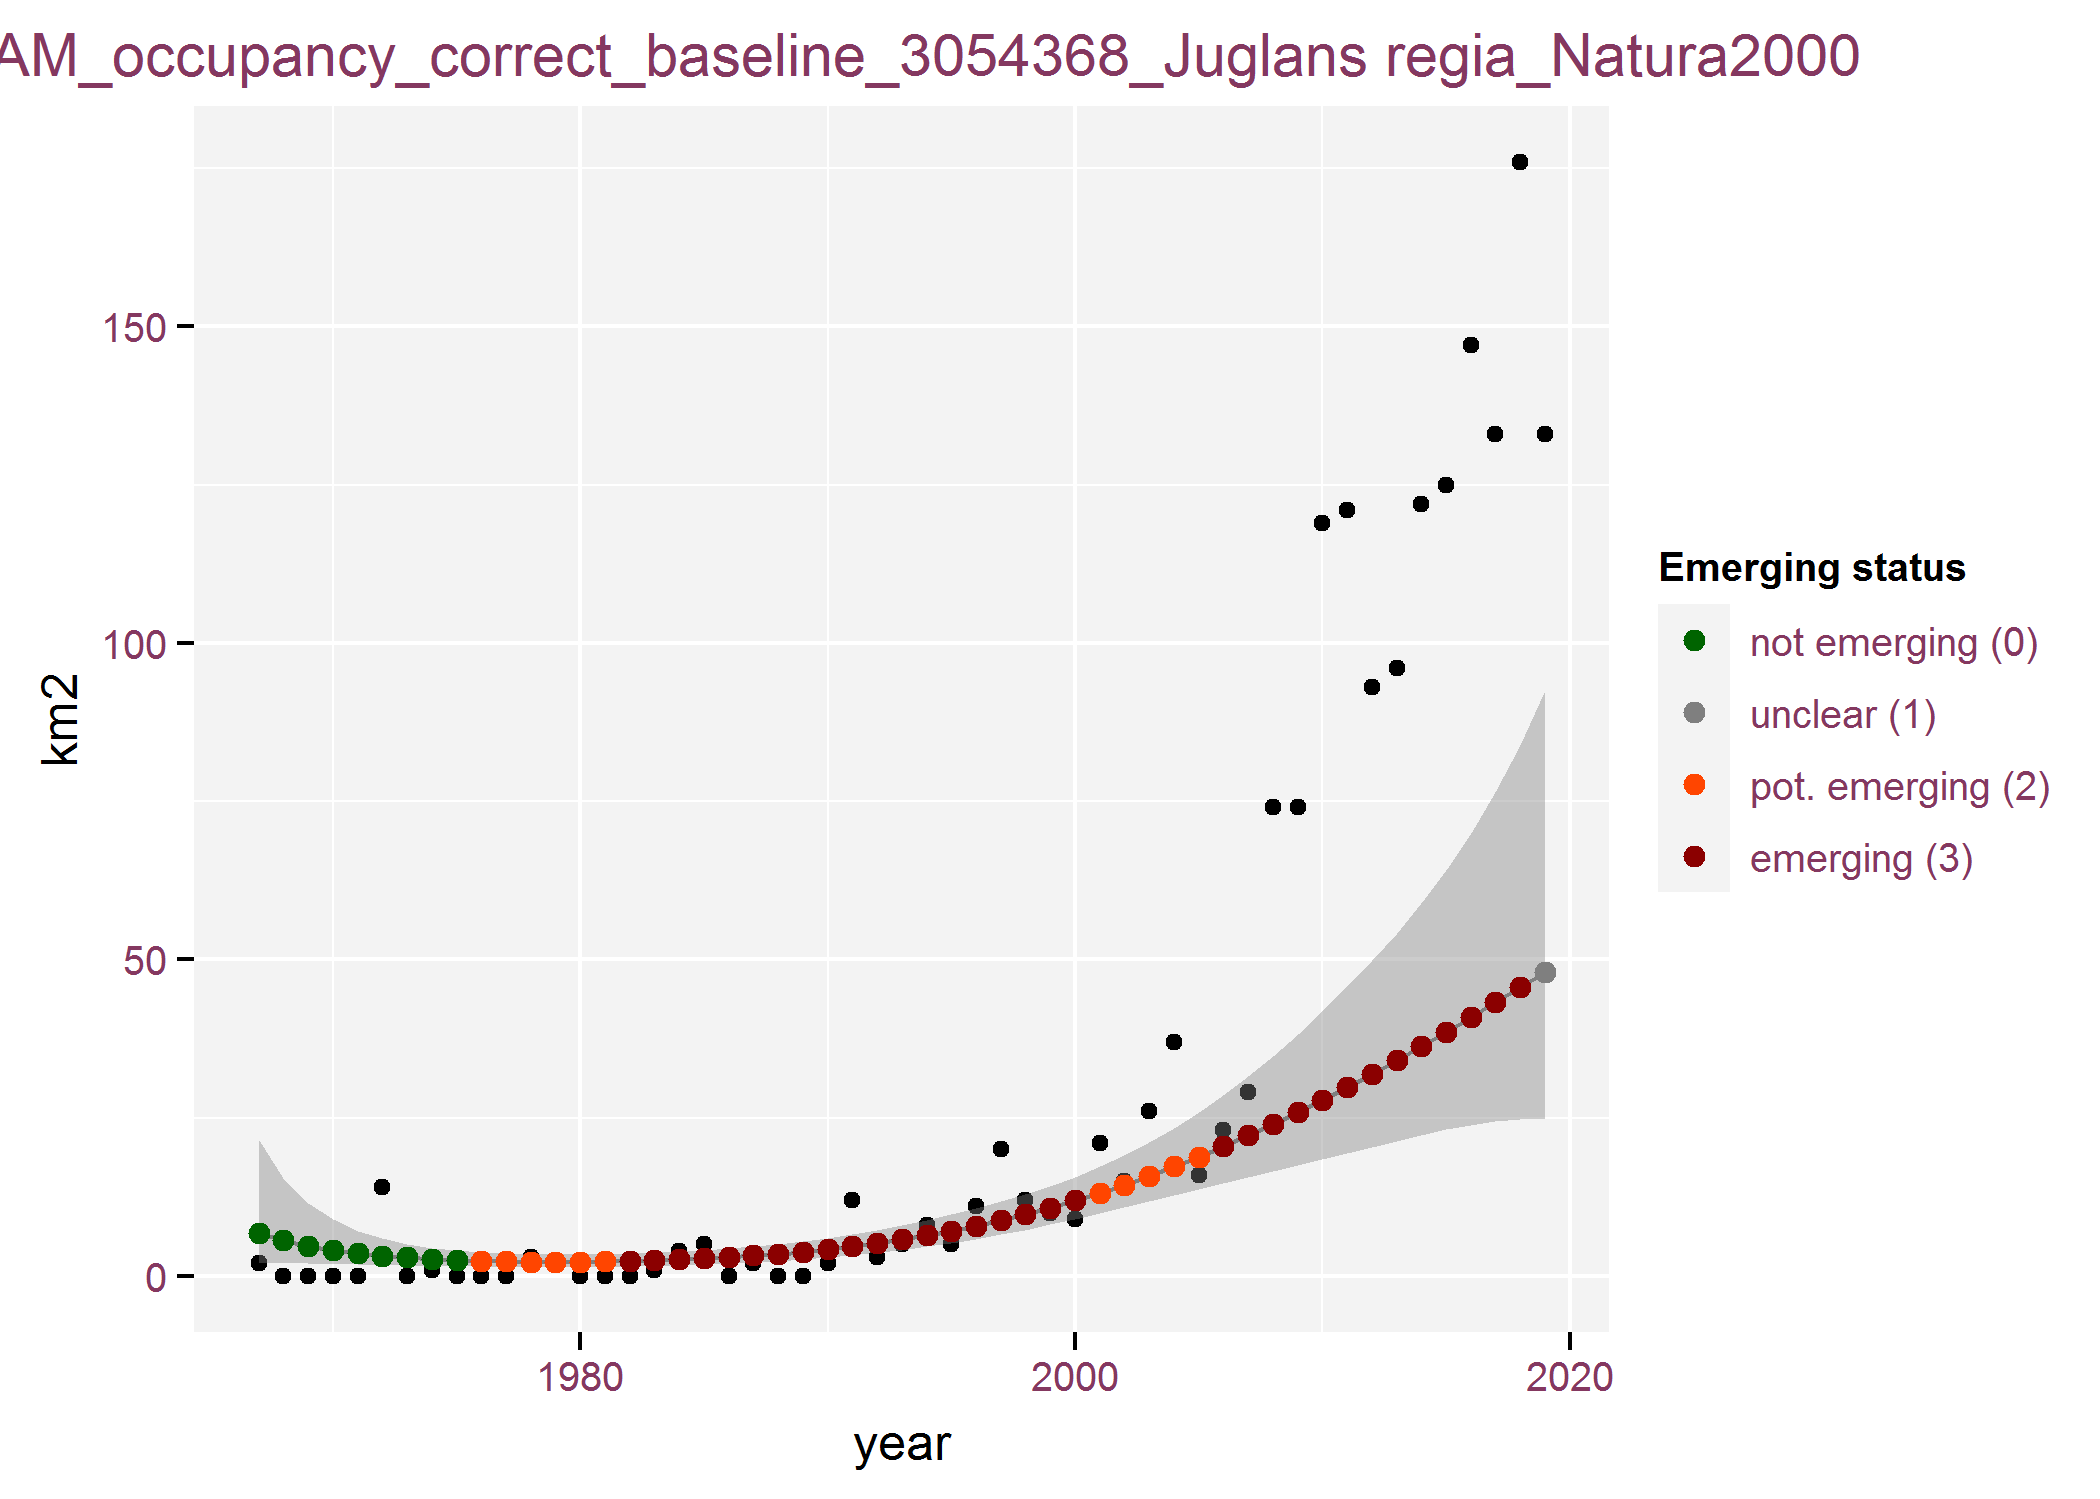 AM_occupancy_correct_baseline_3054368_Juglans regia_Natura2000
150
100
50
0
km2
1980
2000
2020
year
Emerging status
not emerging (0)
unclear (1)
pot. emerging (2)
emerging (3)